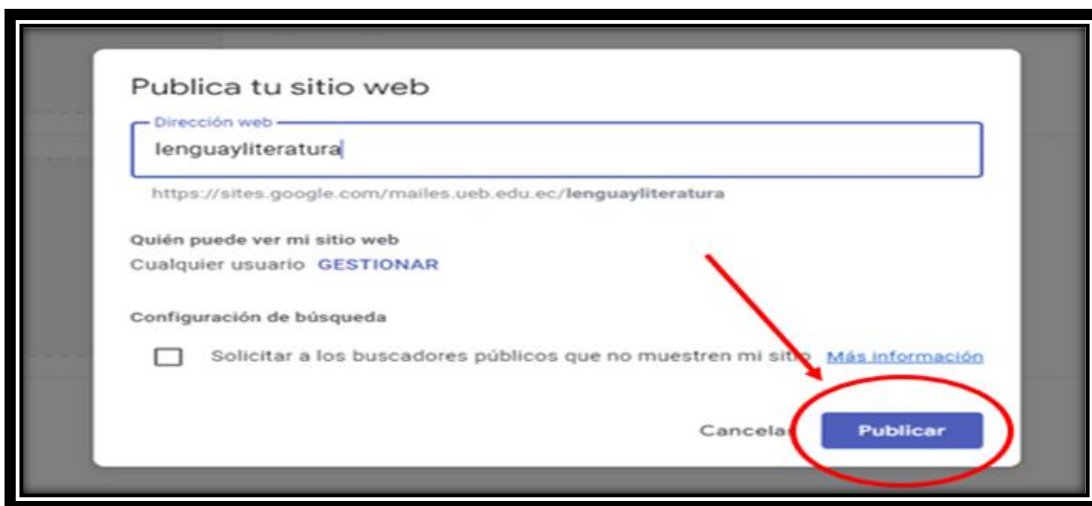 Publica tu sitio web
Dirección web
lenguayliteratura
https://sites.google.com/mailes.ueb.edu.ec/lenguayliteratura
Quién puede ver mi sitio web
Cualquier usuario GESTIONAR
Configuración de búsqueda
Solicitar a los buscadores públicos que no muestren mi sitio Más información
Cancelar Publicar